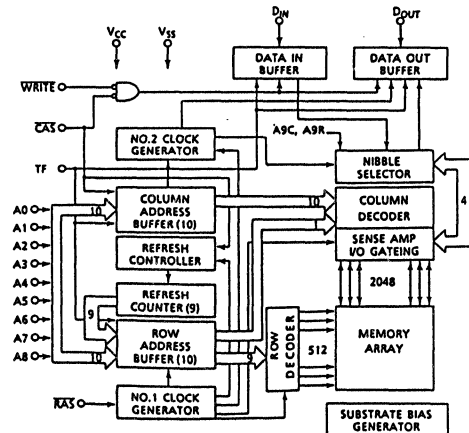 DIN
DOUT
VCC
VSS
DATA IN
BUFFER
DATA OUT
BUFFER
WRITE
CAS
A9C, A9R
NO.2 CLOCK
GENERATOR
TF
NIBBLE
SELECTOR
4
A0
A1
A2
A3
A4
A5
A6
A7
A8
10
COLUMN
ADDRESS
BUFFER (10)
10
1
COLUMN
DECODER
SENSE AMP
I/O GATEING
REFRESH
CONTROLLER
2048
REFRESH
COUNTER (9)
9
ROW
ADDRESS
BUFFER (10)
10
9
ROW
DECODER
512
MEMORY
ARRAY
RAS
NO.1 CLOCK
GENERATOR
SUBSTRATE BIAS
GENERATOR